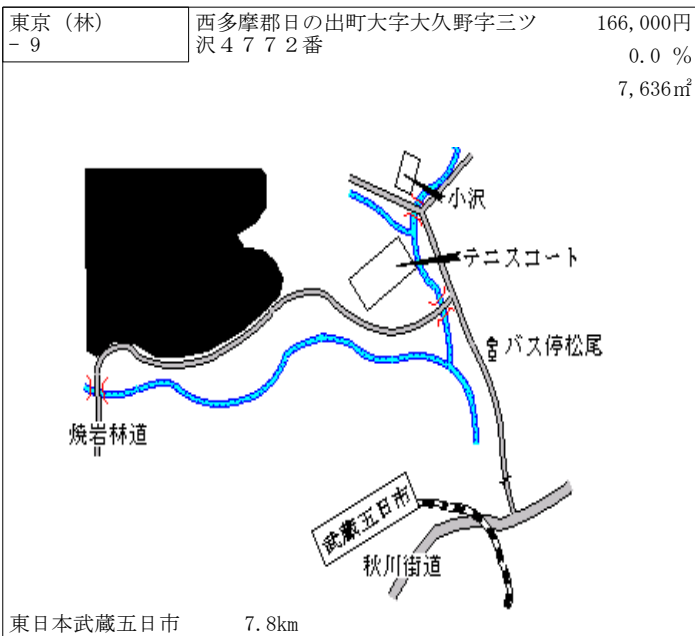 東京（林）
- 9
西多摩郡日の出町大字大久野字三ツ
沢４７７２番
166,000円
0.0 %
7,636㎡
小沢
テニスコート
バス停松尾
焼岩林道
武蔵五日市
秋川街道
東日本武蔵五日市 7.8km